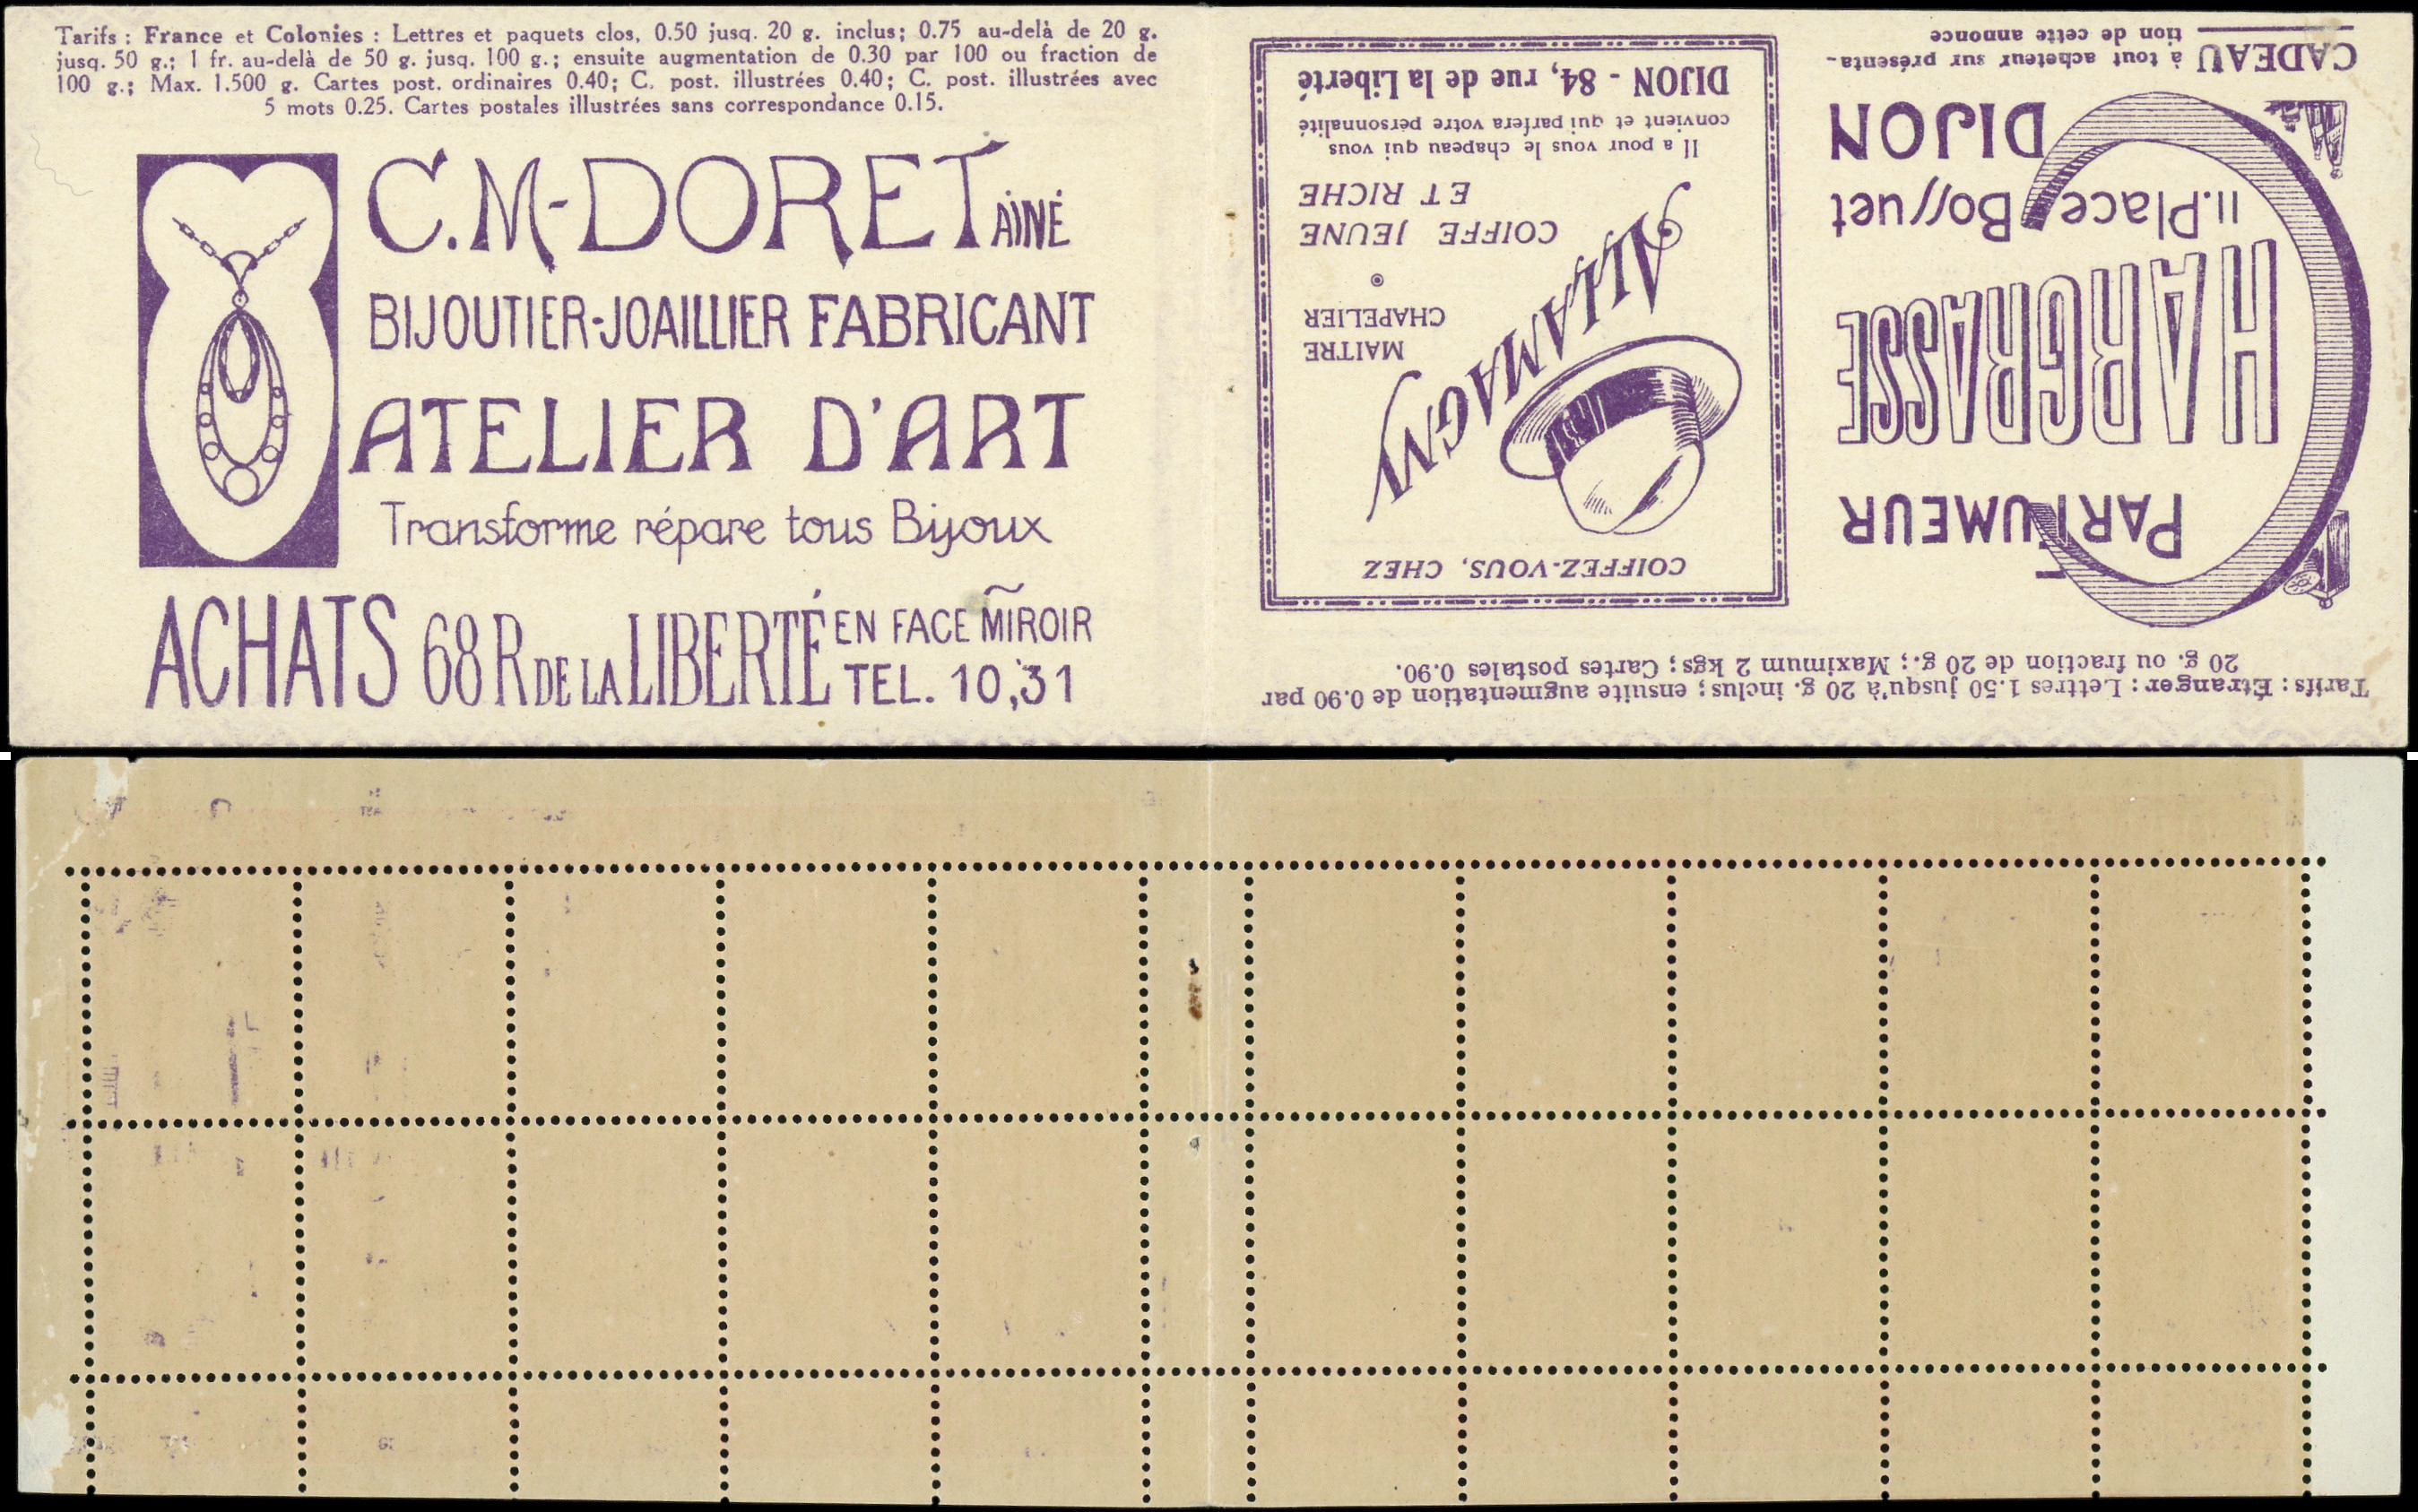 Tarifs : France et Colonies : Lettres et paquets clos, 0.50 jusq. 20 g. inclus; 0.75 au-delà de 20 g.
jusq. 50 g.; 1 fr. au-delà de 50 g. jusq. 100 g.; ensuite augmentation de 0.30 par 100 ou fraction de
100 g.; Max. 1.500 g. Cartes post. ordinaires 0.40; C. post. illustrées 0.40; C. post. illustrées avec
5 mots 0.25. Cartes postales illustrées sans correspondance 0.15.
C.M-DORET AÎNÉ
BIJOUTIER-JOAILLIER FABRICANT
ATELIER D'ART
Transforme répare tous Bijoux
ACHATS 68 R DE LA LIBERTÉ EN FACE MIROIR
TEL. 10,31
Tarifs : Étranger : Lettres 1.50 jusqu'à 20 g. inclus ; ensuite augmentation de 0.90 par
20 g. ou fraction de 20 g.; Maximum 2 kgs ; Cartes postales 0.90.
PARFUMEUR
HARGRASSE
11. Place Bossuet
DIJON
CADEAU à tout acheteur sur présenta-
tion de cette annonce
COIFFEZ-VOUS, CHEZ
ALLAMAGNY
MAITRE
CHAPELIER
COIFFE JEUNE
ET RICHE
Il a pour vous le chapeau qui vous
convient et qui parfera votre personnalité
DIJON - 84, rue de la Liberté